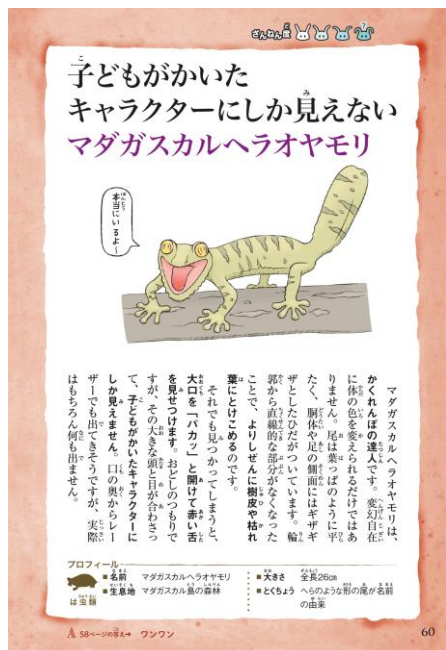 ざんねん度
子どもがかいた
キャラクターにしか見えない
マダガスカルヘラオヤモリ
本当に
いるよ～
マダガスカルヘラオヤモリは、
かくれんぼの達人です。変幻自在
に体の色を変えられるだけではあ
りません。尾は葉っぱのように平
たく、胴体や足の側面にはギザギ
ザとしたひだがついています。輪
郭から直線的な部分がなくなった
ことで、よりしぜんに樹皮や枯れ
葉にとけこめるのです。
それでも見つかってしまうと、
大口を「パカッ」と開けて赤い舌
を見せつけます。おどしのつもりで
すが、その大きな頭と目が合わさっ
て、子どもがかいたキャラクターに
しか見えません。口の奥からレー
ザーでも出てきそうですが、実際
はもちろん何も出ません。
プロフィール
は虫類
■名前 マダガスカルヘラオヤモリ
■生息地 マダガスカル島の森林
■大きさ 全長26cm
■とくちょう へらのような形の尾が名前
の由来
A 58ページの答え→ ワンワン
60